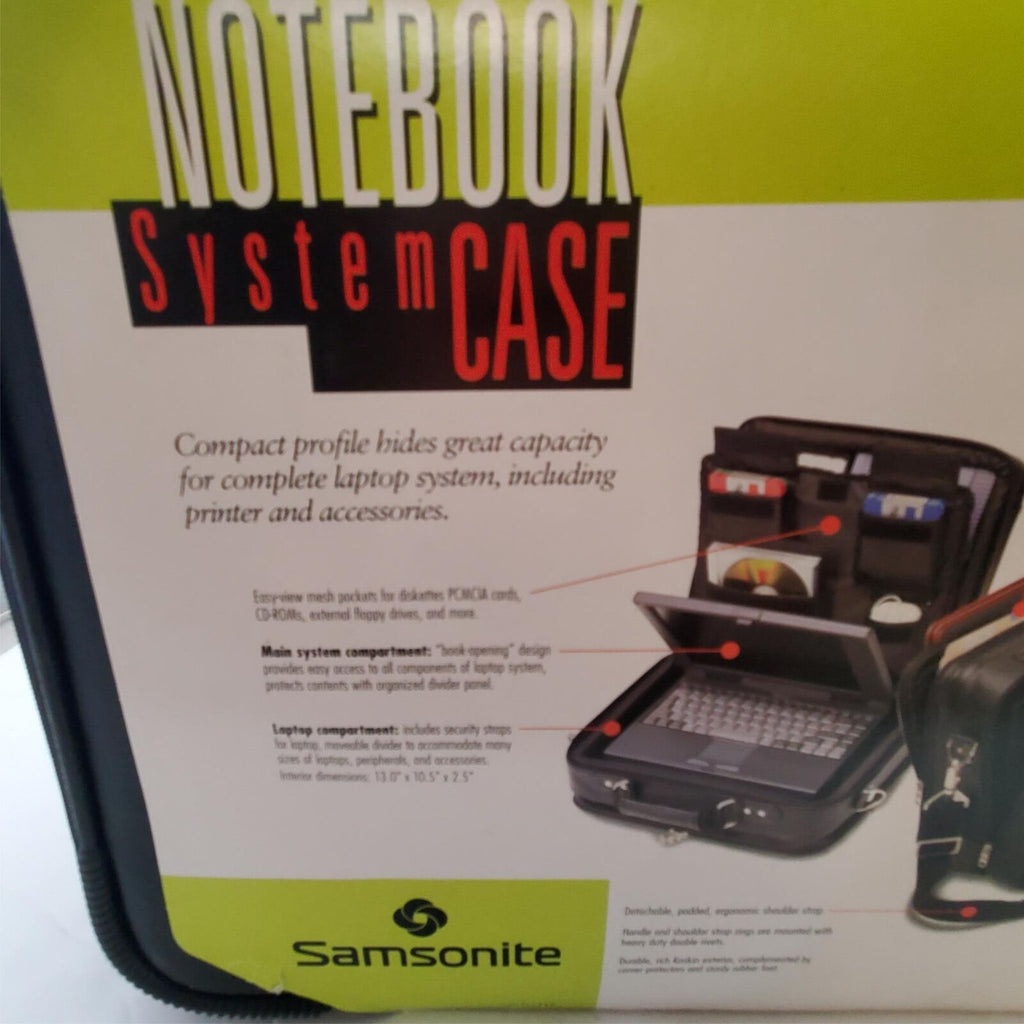 NOTEBOOK
System CASE
Compact profile hides great capacity
for complete laptop system, including
printer and accessories.
Easy-view mesh pockets for diskettes PCMCIA cards,
CD-ROMs, external floppy drives, and more.
Main system compartment: "book-opening" design
provides easy access to all components of laptop system,
protects contents with organized divider panel.
Laptop compartment: includes security straps
for laptop, moveable divider to accommodate many
sizes of laptops, peripherals, and accessories.
Interior dimensions: 13.0" x 10.5" x 2.5"
Samsonite
Detachable, padded, ergonomic shoulder strap
Handle and shoulder strap rings are mounted with
heavy duty double rivets.
Durable, rich Koskin exterior, complemented by
corner protectors and sturdy rubber feet.